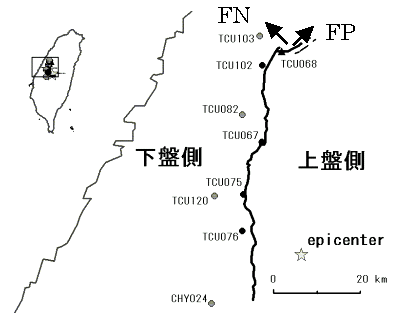 FN
FP
TCU103
TCU102
TCU068
TCU082
TCU067
下盤側
上盤側
TCU075
TCU120
TCU076
epicenter
0
20 km
CHY024